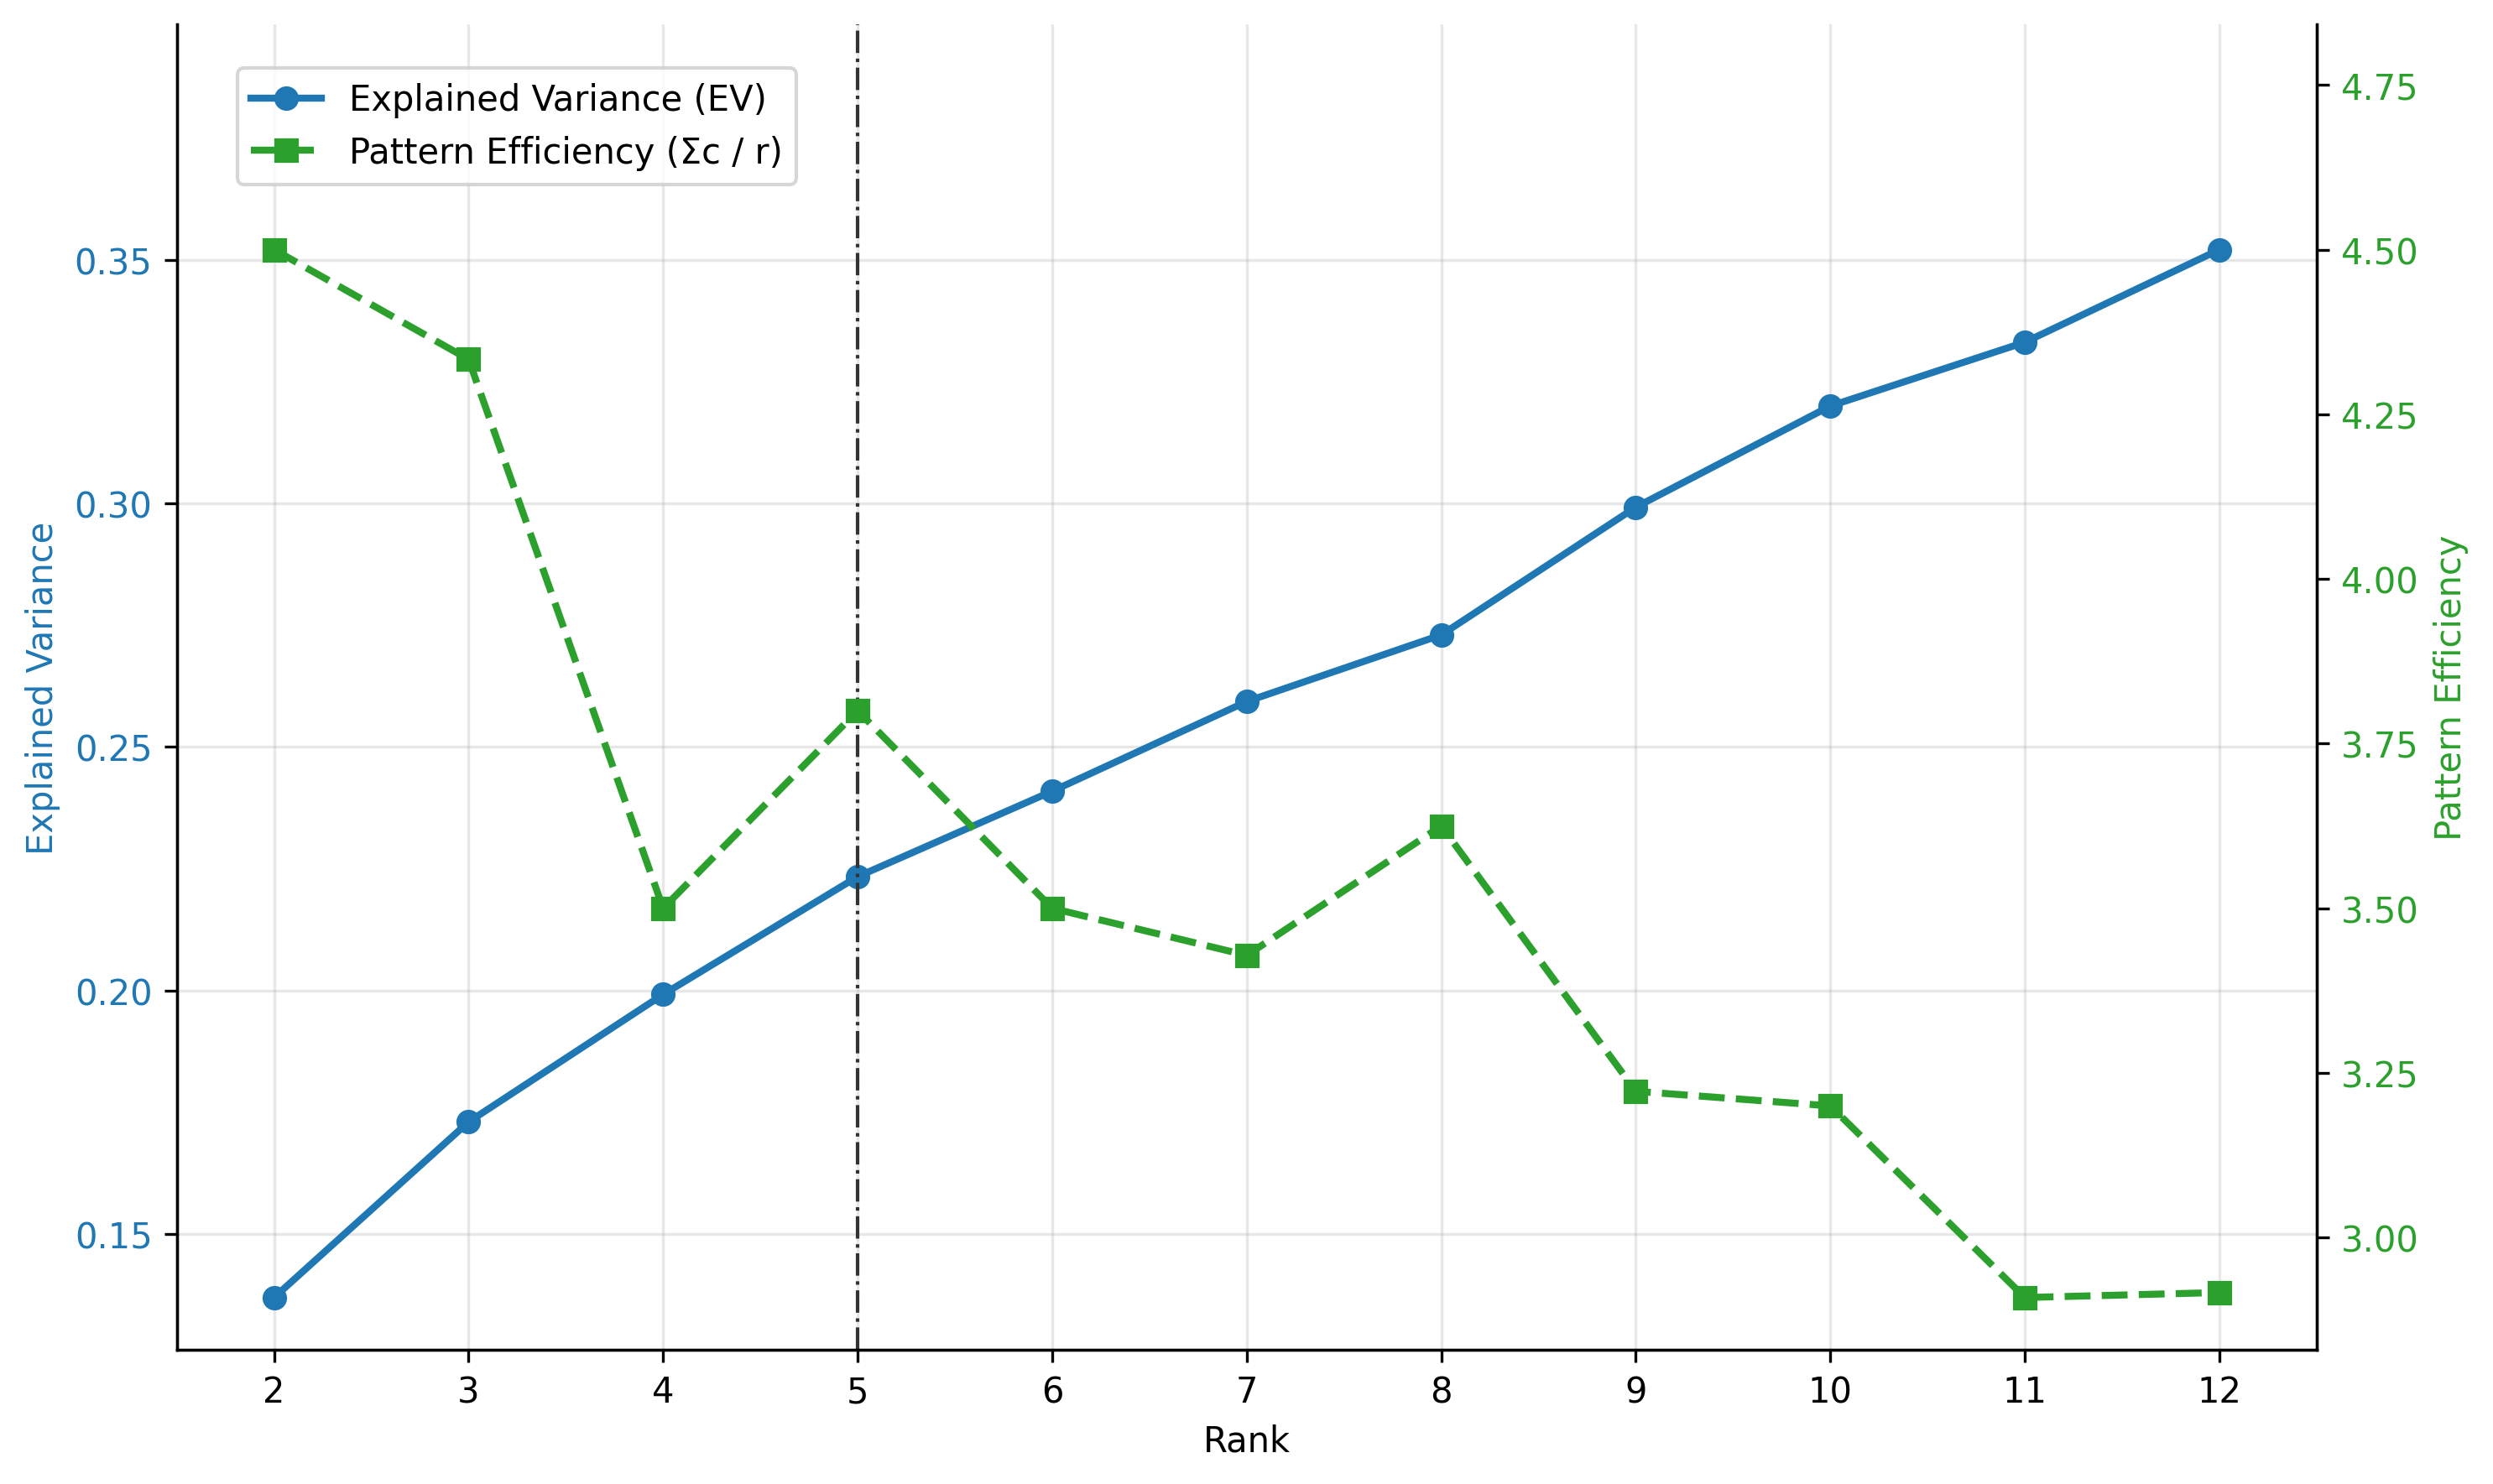 Explained Variance (EV)
Pattern Efficiency (Σc / r)
Explained Variance
0.35
0.30
0.25
0.20
0.15
4.75
4.50
4.25
4.00
3.75
3.50
3.25
3.00
Pattern Efficiency
2 3 4 5 6 7 8 9 10 11 12
Rank